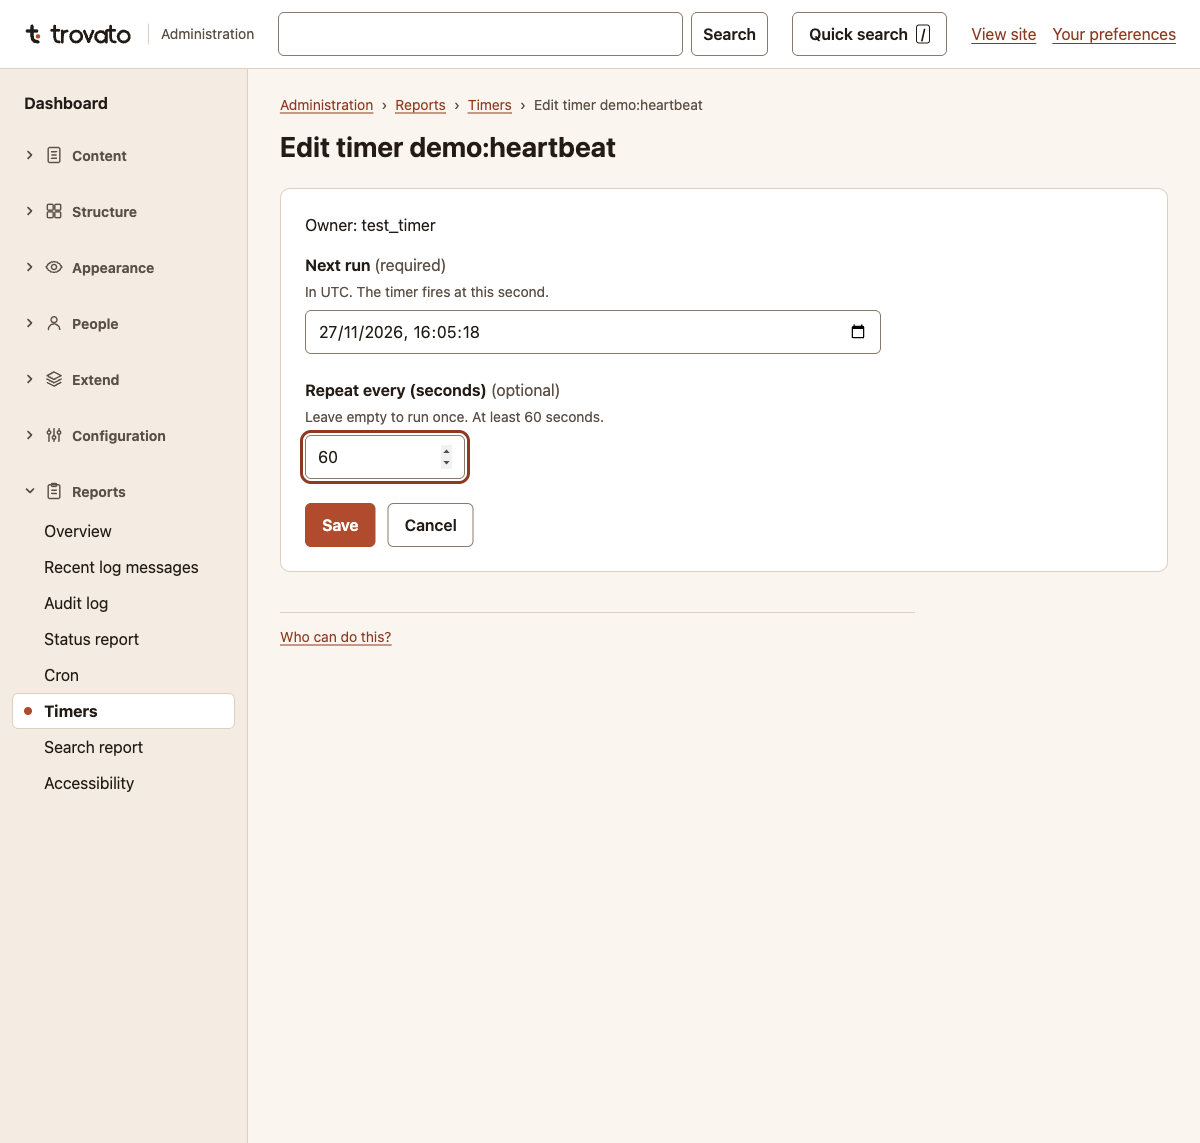 trovato
Administration
Search
Quick search /
View site
Your preferences
Dashboard
Content
Structure
Appearance
People
Extend
Configuration
Reports
Overview
Recent log messages
Audit log
Status report
Cron
Timers
Search report
Accessibility
Administration › Reports › Timers › Edit timer demo:heartbeat
Edit timer demo:heartbeat
Owner: test_timer
Next run (required)
In UTC. The timer fires at this second.
27/11/2026, 16:05:18
Repeat every (seconds) (optional)
Leave empty to run once. At least 60 seconds.
60
Save
Cancel
Who can do this?